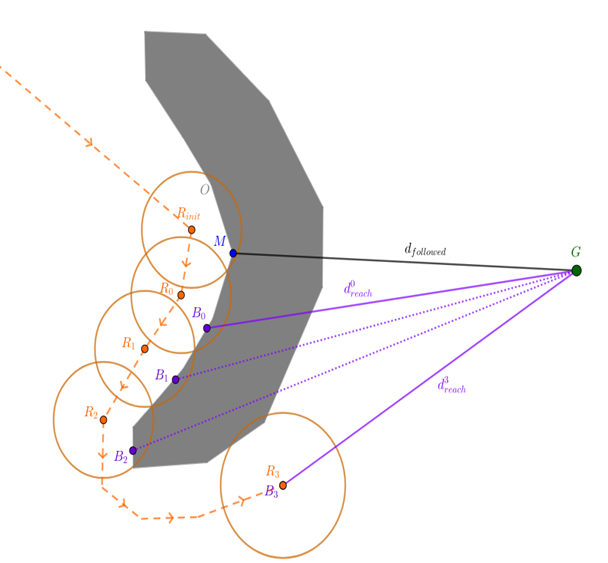 O
R_{init}
M
d_{followed}
G
R_0
d^0_{reach}
B_0
R_1
B_1
d^3_{reach}
R_2
B_2
R_3
B_3